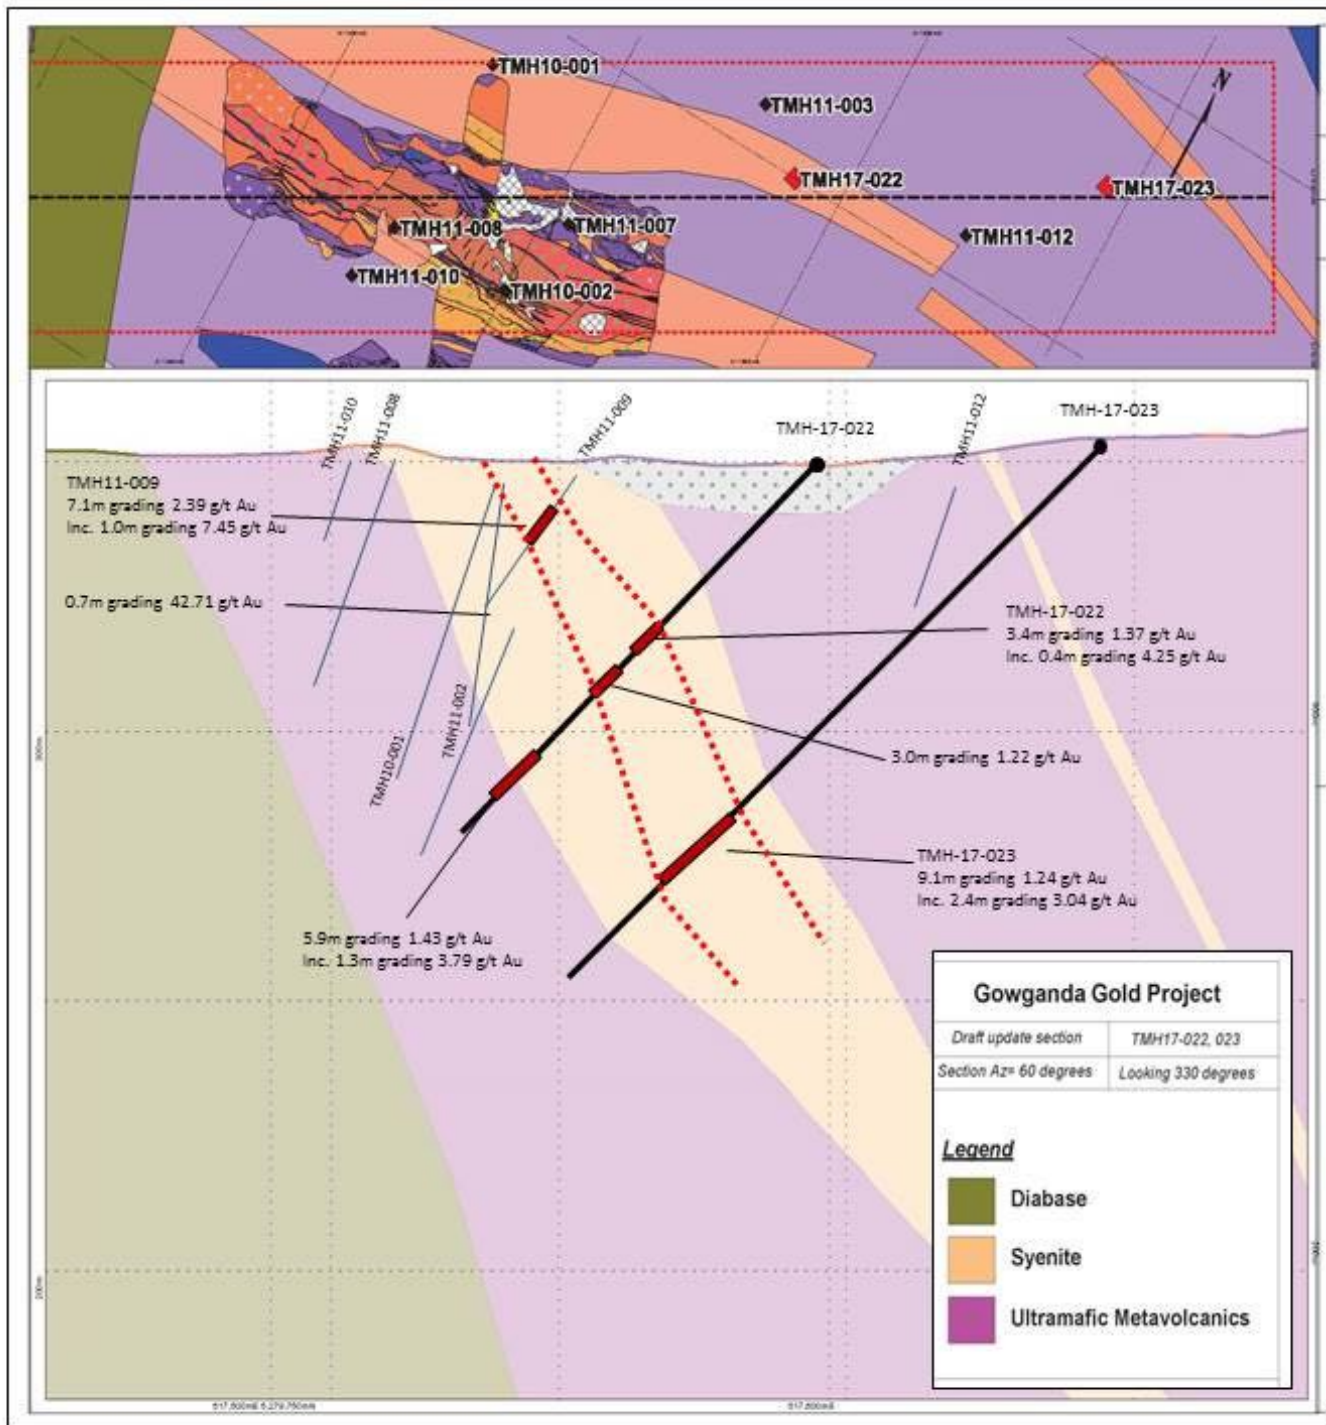 TMH10-001
TMH11-003
N
TMH17-022
TMH17-023
TMH11-008
TMH11-007
TMH11-012
TMH11-010
TMH10-002
TMH11-010
TMH11-008
TMH11-009
TMH-17-022
TMH11-012
TMH-17-023
TMH11-009
7.1m grading 2.39 g/t Au
Inc. 1.0m grading 7.45 g/t Au
0.7m grading 42.71 g/t Au
TMH-17-022
3.4m grading 1.37 g/t Au
Inc. 0.4m grading 4.25 g/t Au
TMH10-001
TMH11-002
3.0m grading 1.22 g/t Au
TMH-17-023
9.1m grading 1.24 g/t Au
Inc. 2.4m grading 3.04 g/t Au
5.9m grading 1.43 g/t Au
Inc. 1.3m grading 3.79 g/t Au
Gowganda Gold Project
Draft update section TMH17-022, 023
Section Az= 60 degrees Looking 330 degrees
Legend
Diabase
Syenite
Ultramafic Metavolcanics